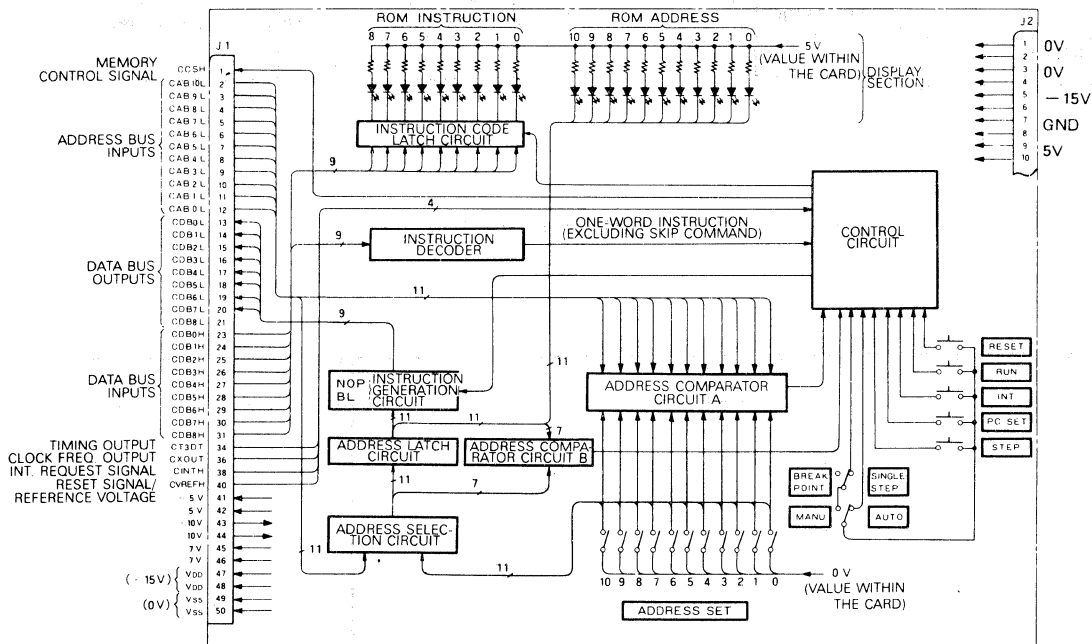 ROM INSTRUCTION
ROM ADDRESS
8 7 6 5 4 3 2 1 0
10 9 8 7 6 5 4 3 2 1 0
5V
(VALUE WITHIN
THE CARD)
DISPLAY
SECTION
J1
J2
1 0V
2
3 0V
4
5 -15V
6
7 GND
8
9 5V
10
MEMORY
CONTROL SIGNAL
CCSH 1
CAB10L 2
CAB9L 3
CAB8L 4
CAB7L 5
CAB6L 6
CAB5L 7
CAB4L 8
CAB3L 9
CAB2L 10
CAB1L 11
CAB0L 12
ADDRESS BUS
INPUTS
CDB0L 13
CDB1L 14
CDB2L 15
CDB3L 16
CDB4L 17
CDB5L 18
CDB6L 19
CDB7L 20
CDB8L 21
DATA BUS
OUTPUTS
CDB0H 23
CDB1H 24
CDB2H 25
CDB3H 26
CDB4H 27
CDB5H 28
CDB6H 29
CDB7H 30
CDB8H 31
DATA BUS
INPUTS
TIMING OUTPUT CT3DT 34
CLOCK FREQ. OUTPUT CXOUT 36
INT. REQUEST SIGNAL CINTH 38
RESET SIGNAL/
REFERENCE VOLTAGE CVREFH 40
5V 41
5V 42
10V 43
10V 44
7V 45
7V 46
(-15V) VDD 47
VDD 48
(0V) VSS 49
VSS 50
INSTRUCTION CODE
LATCH CIRCUIT
9
4
9
INSTRUCTION
DECODER
ONE-WORD INSTRUCTION
(EXCLUDING SKIP COMMAND)
CONTROL
CIRCUIT
11
9
11
NOP
BL
INSTRUCTION
GENERATION
CIRCUIT
11
11
7
ADDRESS LATCH
CIRCUIT
ADDRESS COMPA-
RATOR CIRCUIT B
ADDRESS COMPARATOR
CIRCUIT A
11
7
ADDRESS SELEC-
TION CIRCUIT
11
11
RESET
RUN
INT
PC SET
STEP
BREAK
POINT
SINGLE
STEP
MANU
AUTO
10 9 8 7 6 5 4 3 2 1 0
0V
(VALUE WITHIN
THE CARD)
ADDRESS SET